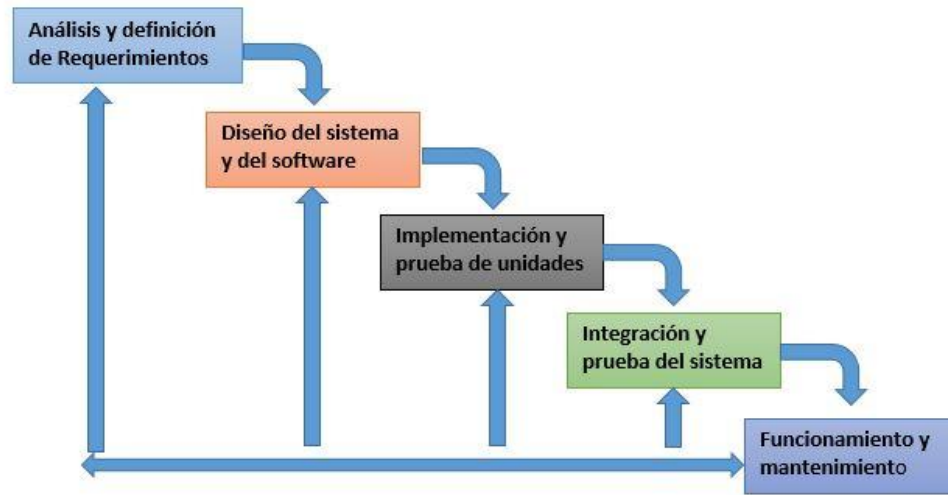 Análisis y definición
de Requerimientos
Diseño del sistema
y del software
Implementación y
prueba de unidades
Integración y
prueba del sistema
Funcionamiento y
mantenimiento